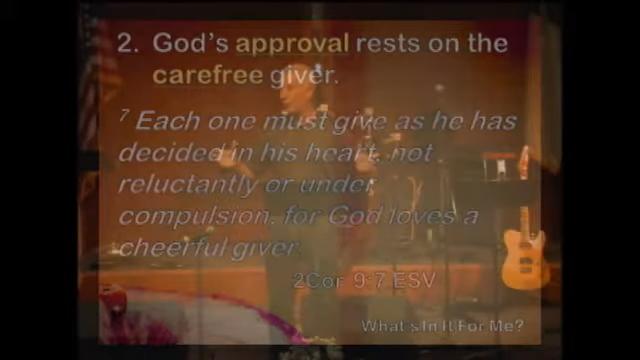 2. God's approval rests on the
carefree giver.
7 Each one must give as he has
decided in his heart, not
reluctantly or under
compulsion, for God loves a
cheerful giver.
2Cor 9:7 ESV
What's In It For Me?